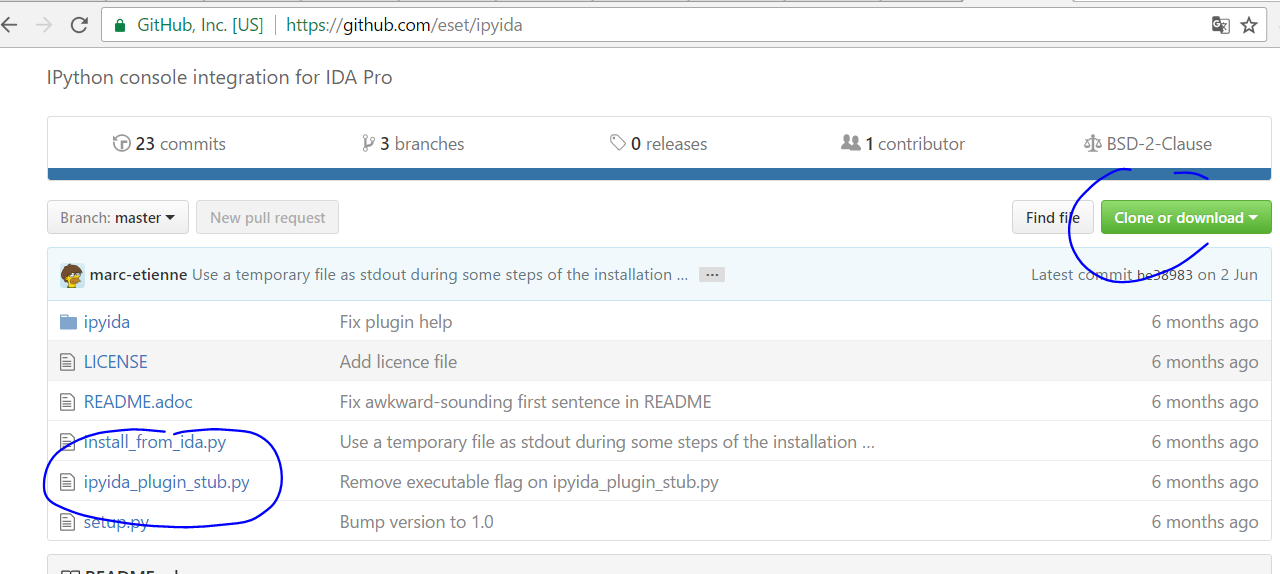 GitHub, Inc. [US] https://github.com/eset/ipyida
IPython console integration for IDA Pro
23 commits 3 branches 0 releases 1 contributor BSD-2-Clause
Branch: master New pull request Find file Clone or download
marc-etienne Use a temporary file as stdout during some steps of the installation ... ... Latest commit be38983 on 2 Jun
ipyida Fix plugin help 6 months ago
LICENSE Add licence file 6 months ago
README.adoc Fix awkward-sounding first sentence in README 6 months ago
install_from_ida.py Use a temporary file as stdout during some steps of the installation ... 6 months ago
ipyida_plugin_stub.py Remove executable flag on ipyida_plugin_stub.py 6 months ago
setup.py Bump version to 1.0 6 months ago